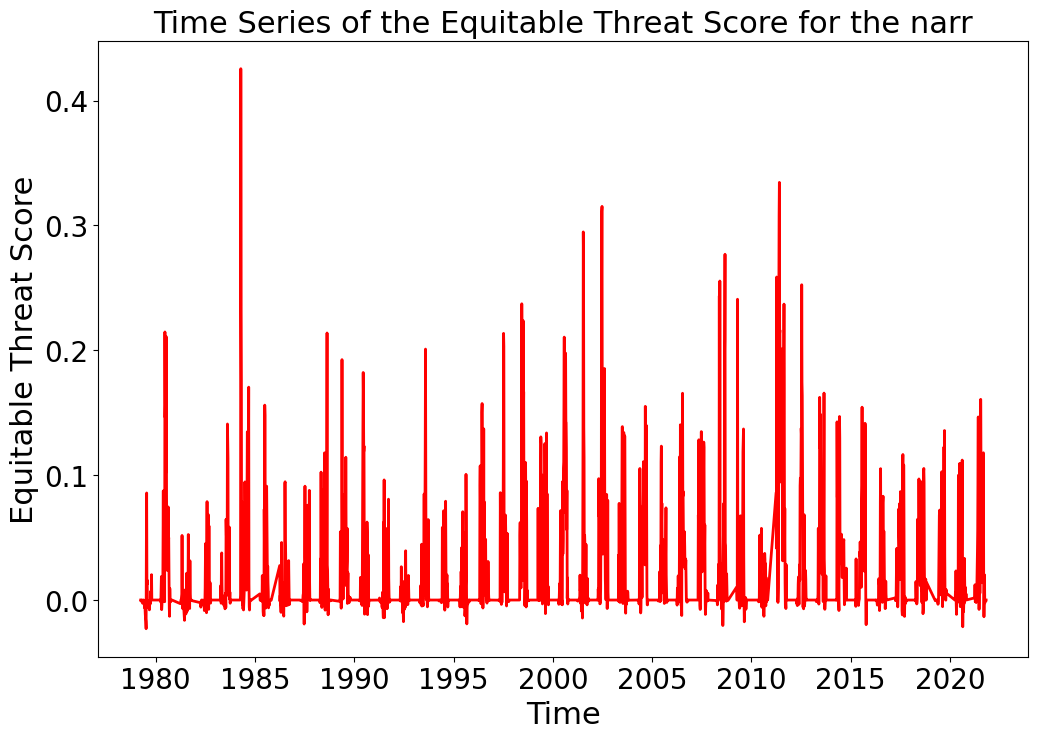 Time Series of the Equitable Threat Score for the narr
Equitable Threat Score
0.4
0.3
0.2
0.1
0.0
1980 1985 1990 1995 2000 2005 2010 2015 2020
Time